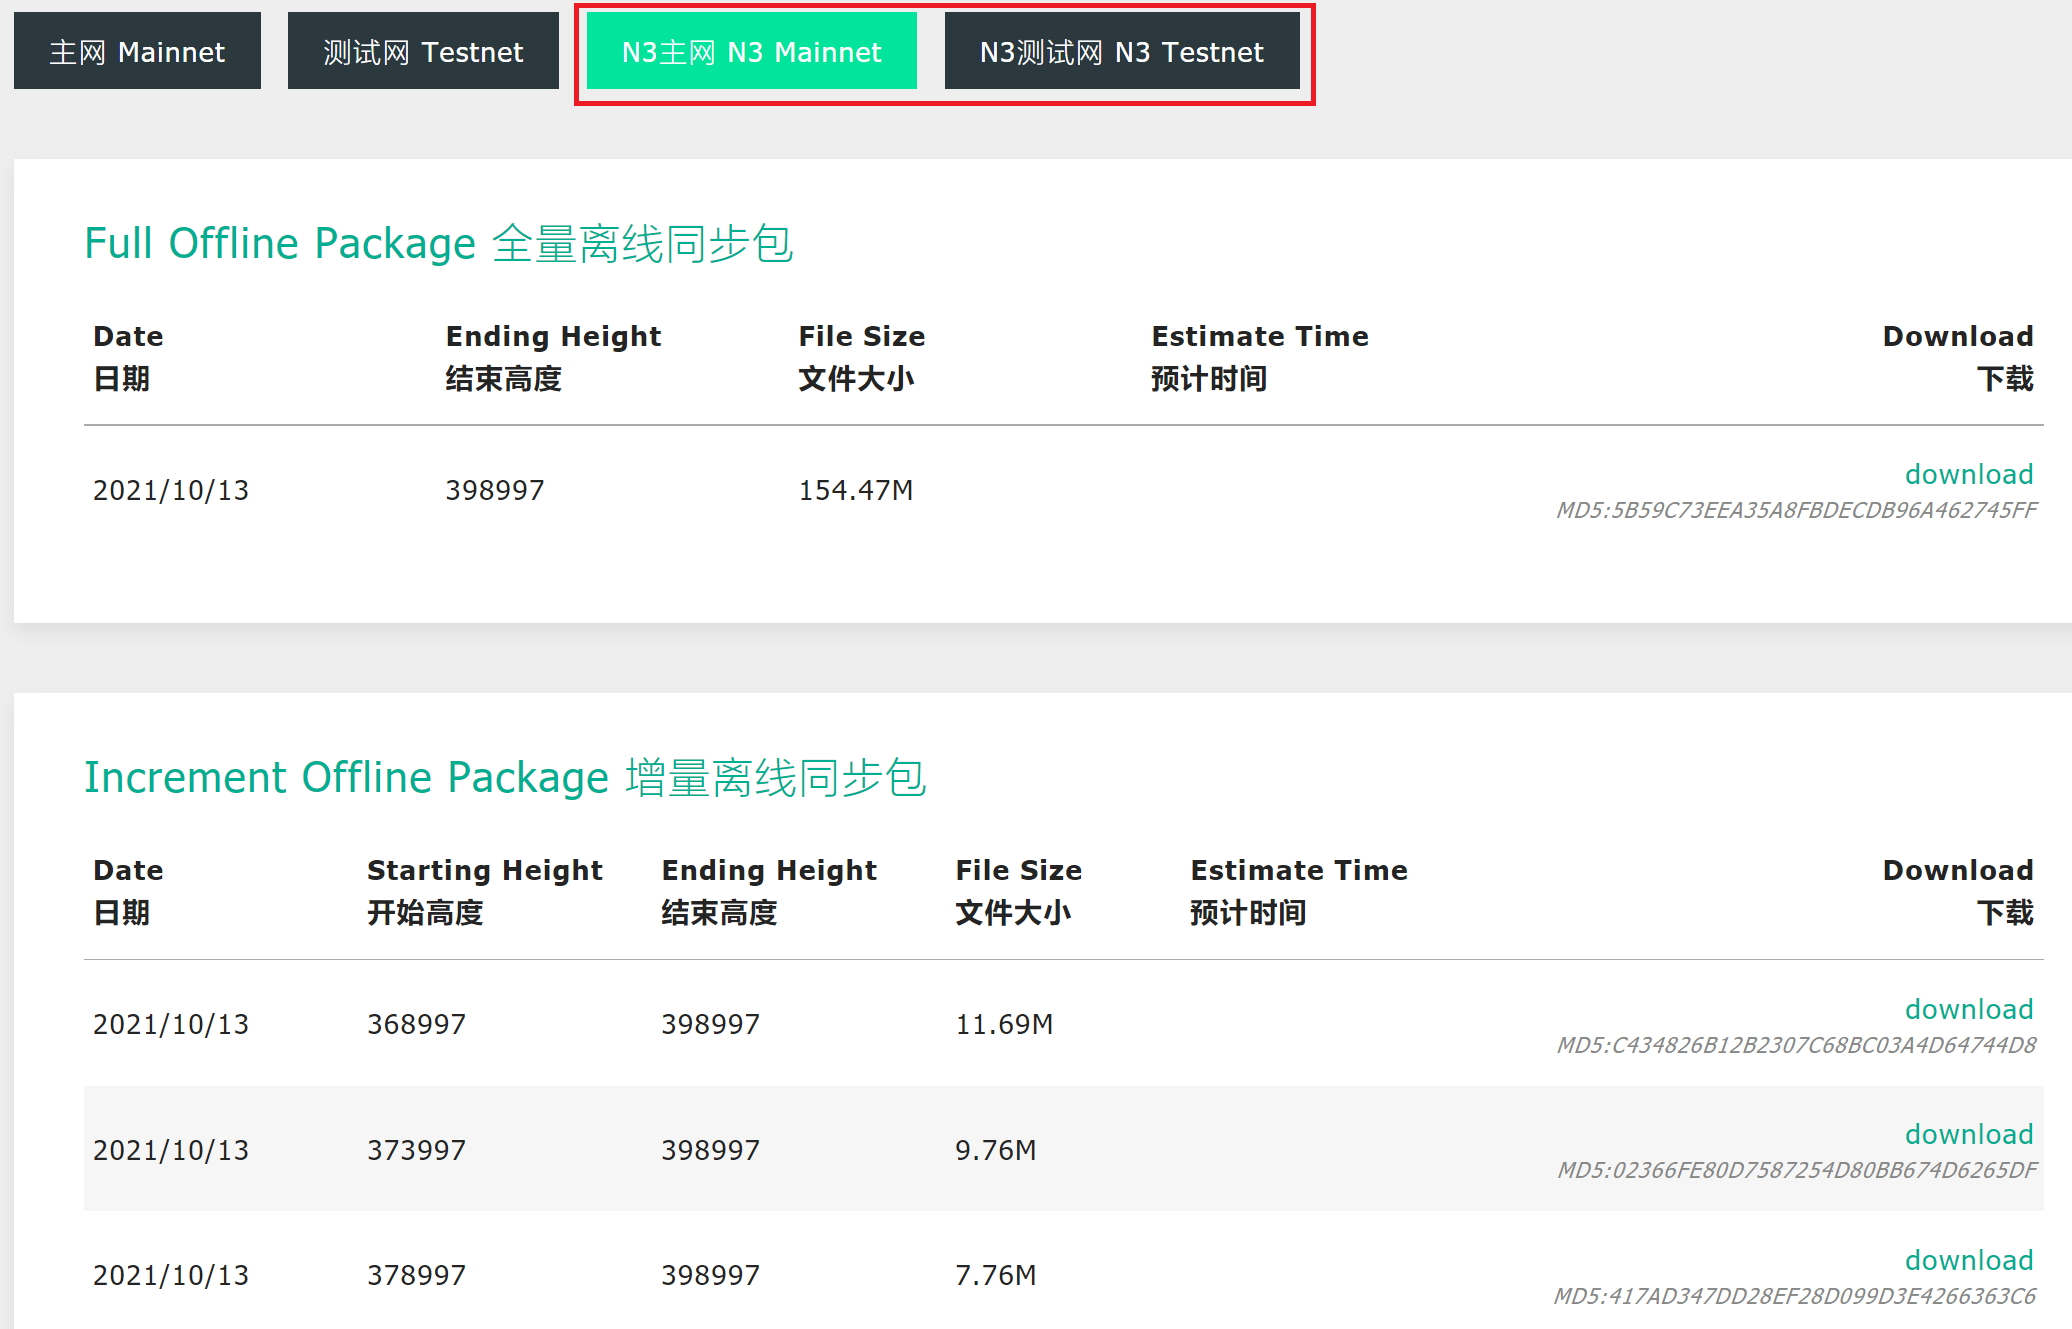 主网 Mainnet
测试网 Testnet
N3主网 N3 Mainnet
N3测试网 N3 Testnet
Full Offline Package 全量离线同步包
Date
日期
Ending Height
结束高度
File Size
文件大小
Estimate Time
预计时间
Download
下载
2021/10/13
398997
154.47M
download
MD5:5B59C73EEA35A8FBDECDB96A462745FF
Increment Offline Package 增量离线同步包
Date
日期
Starting Height
开始高度
Ending Height
结束高度
File Size
文件大小
Estimate Time
预计时间
Download
下载
2021/10/13
368997
398997
11.69M
download
MD5:C434826B12B2307C68BC03A4D64744D8
2021/10/13
373997
398997
9.76M
download
MD5:02366FE80D7587254D80BB674D6265DF
2021/10/13
378997
398997
7.76M
download
MD5:417AD347DD28EF28D099D3E4266363C6